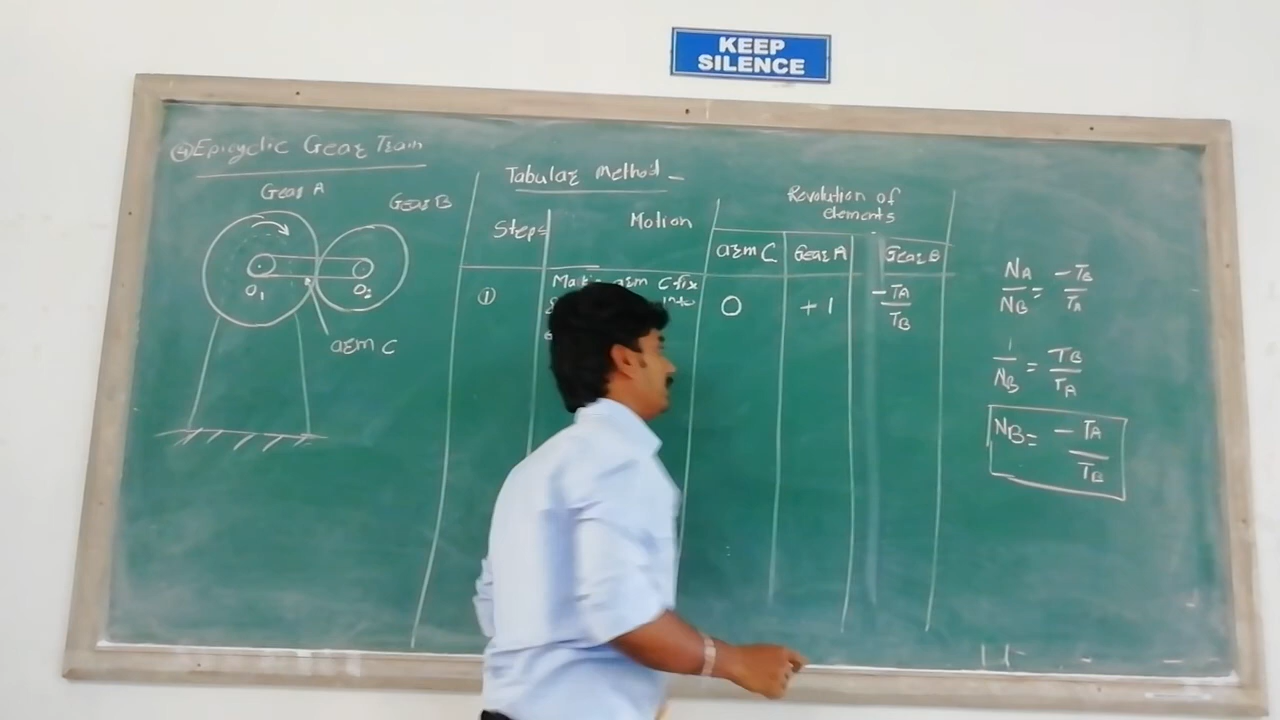 KEEP
SILENCE
④ Epicyclic Gear Train
Gear A
Gear B
O₁
O₂
arm C
Tabular Method
Steps
Motion
Revolution of
elements
arm C
Gear A
Gear B
①
arm C fix
0
+1
-TA/TB
NA/NB = -TB/TA
1/NB = TB/TA
NB = -TA/TB